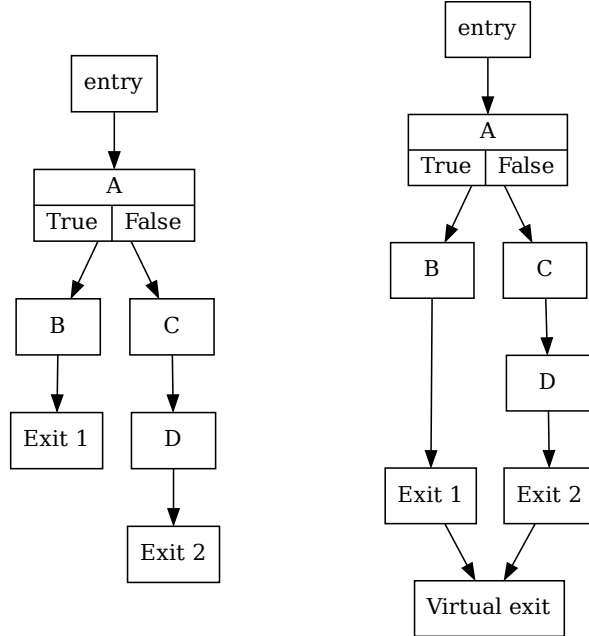 entry
A
True
False
B
C
Exit 1
D
Exit 2
entry
A
True
False
B
C
D
Exit 1
Exit 2
Virtual exit